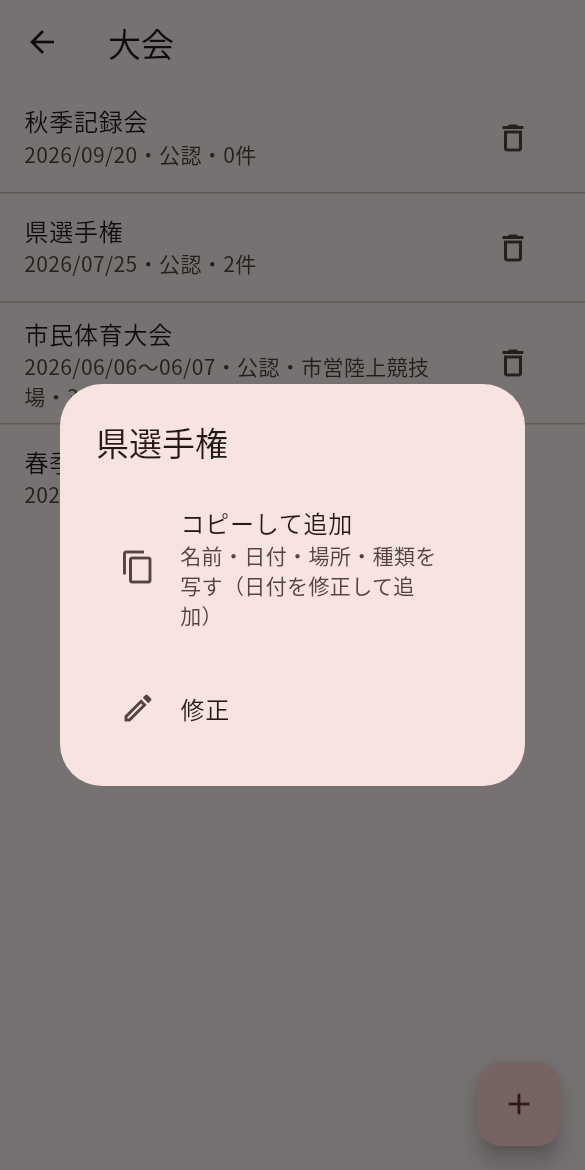 大会
秋季記録会
2026/09/20・公認・0件
県選手権
2026/07/25・公認・2件
市民体育大会
2026/06/06〜06/07・公認・市営陸上競技
場・
県選手権
コピーして追加
名前・日付・場所・種類を
写す（日付を修正して追
加）
修正